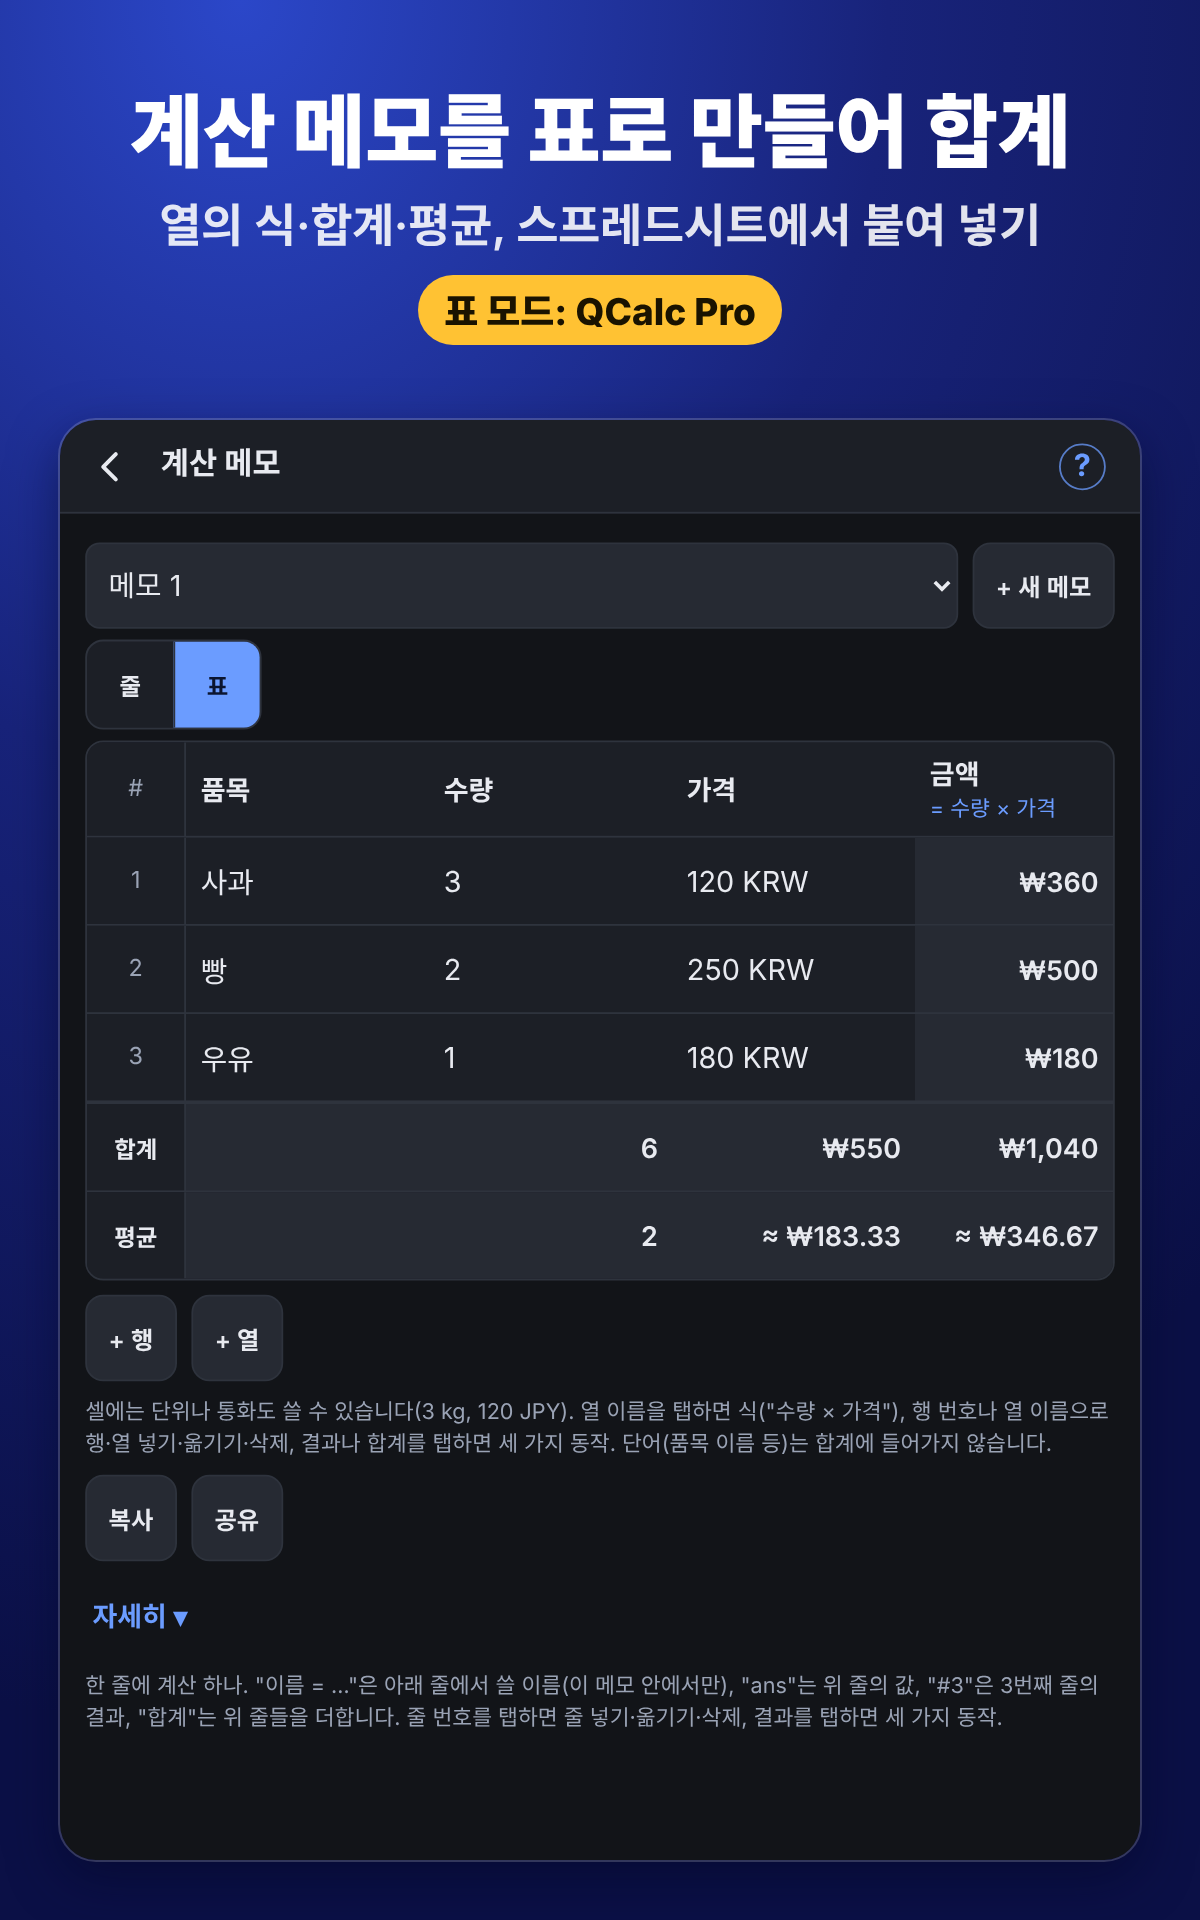 계산 메모를 표로 만들어 합계
열의 식·합계·평균, 스프레드시트에서 붙여 넣기
표 모드: QCalc Pro
계산 메모
?
메모 1
+ 새 메모
줄 표
# 품목 수량 가격 금액
= 수량 × 가격
1 사과 3 120 KRW ₩360
2 빵 2 250 KRW ₩500
3 우유 1 180 KRW ₩180
합계 6 ₩550 ₩1,040
평균 2 ≈ ₩183.33 ≈ ₩346.67
+ 행 + 열
셀에는 단위나 통화도 쓸 수 있습니다(3 kg, 120 JPY). 열 이름을 탭하면 식("수량 × 가격"), 행 번호나 열 이름으로
행·열 넣기·옮기기·삭제, 결과나 합계를 탭하면 세 가지 동작. 단어(품목 이름 등)는 합계에 들어가지 않습니다.
복사 공유
자세히 ▾
한 줄에 계산 하나. "이름 = ..."은 아래 줄에서 쓸 이름(이 메모 안에서만), "ans"는 위 줄의 값, "#3"은 3번째 줄의
결과, "합계"는 위 줄들을 더합니다. 줄 번호를 탭하면 줄 넣기·옮기기·삭제, 결과를 탭하면 세 가지 동작.